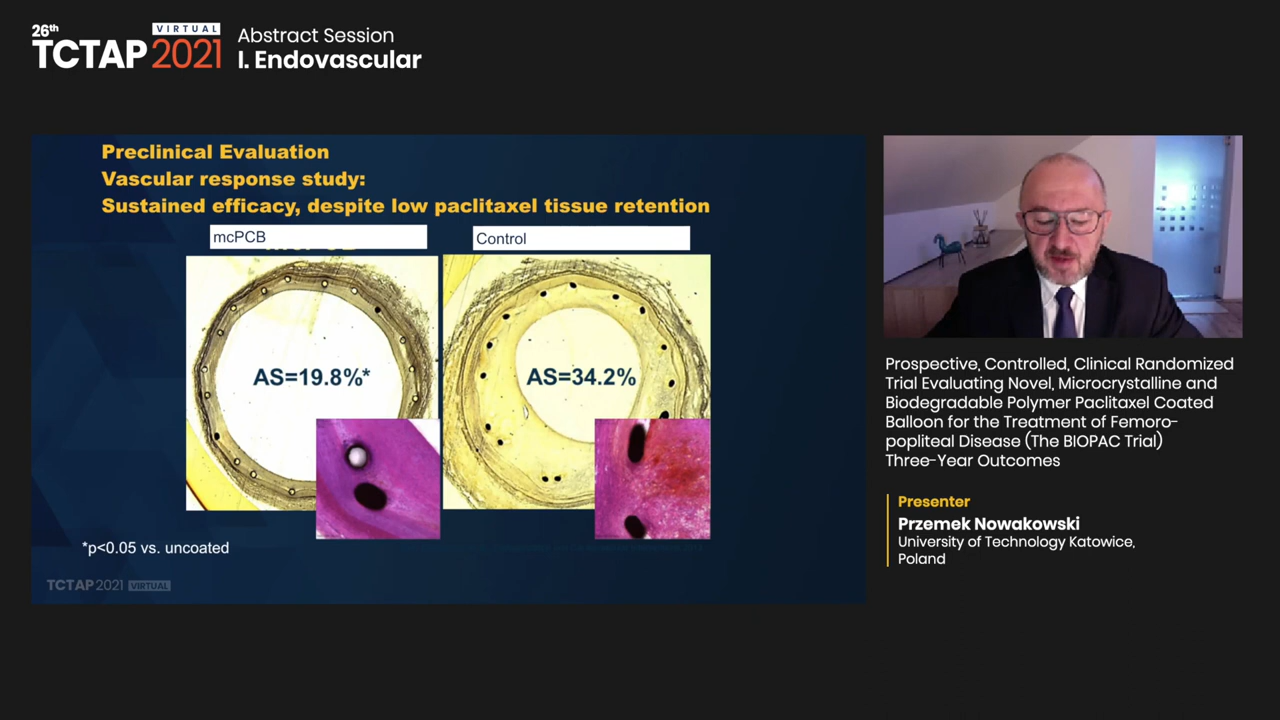 26th
VIRTUAL
TCTAP 2021
Abstract Session
I. Endovascular
Preclinical Evaluation
Vascular response study:
Sustained efficacy, despite low paclitaxel tissue retention
mcPCB
Control
AS=19.8%*
AS=34.2%
*p<0.05 vs. uncoated
TCTAP 2021 VIRTUAL
Prospective, Controlled, Clinical Randomized
Trial Evaluating Novel, Microcrystalline and
Biodegradable Polymer Paclitaxel Coated
Balloon for the Treatment of Femoro-
popliteal Disease (The BIOPAC Trial)
Three-Year Outcomes
Presenter
Przemek Nowakowski
University of Technology Katowice,
Poland